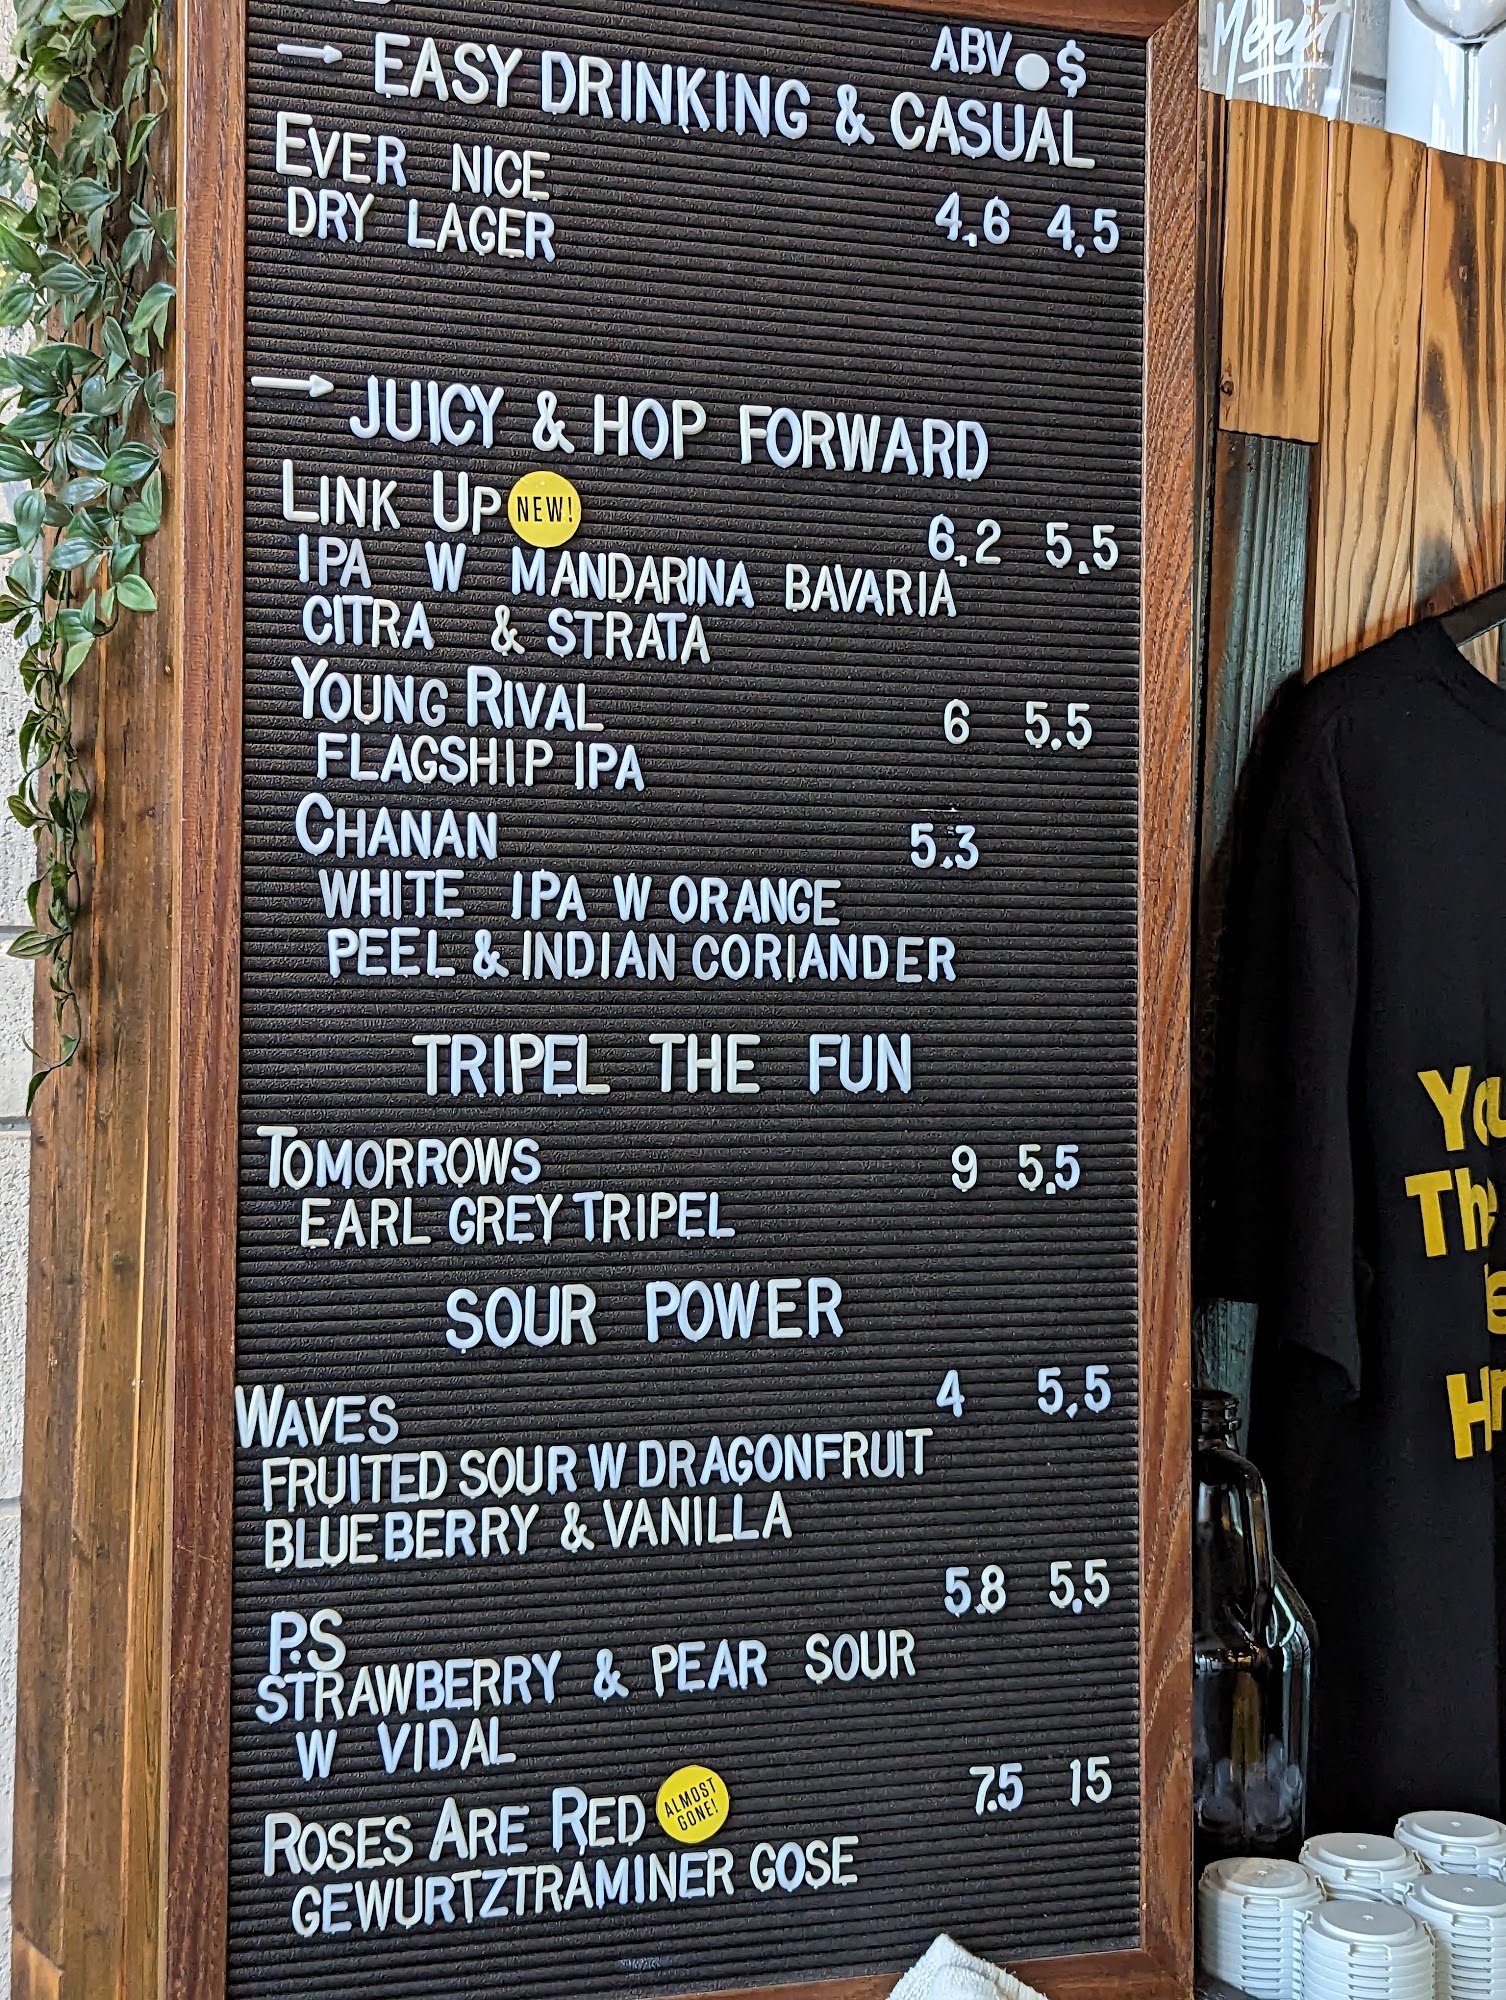 Menu
ABV • $
→ EASY DRINKING & CASUAL
EVER NICE
DRY LAGER 4.6 4.5
→ JUICY & HOP FORWARD
LINK UP NEW! 6.2 5.5
IPA W MANDARINA BAVARIA
CITRA & STRATA
YOUNG RIVAL 6 5.5
FLAGSHIP IPA
CHANAN 5.3
WHITE IPA W ORANGE
PEEL & INDIAN CORIANDER
TRIPEL THE FUN
TOMORROWS 9 5.5
EARL GREY TRIPEL
SOUR POWER
WAVES 4 5.5
FRUITED SOUR W DRAGONFRUIT
BLUEBERRY & VANILLA
P.S 5.8 5.5
STRAWBERRY & PEAR SOUR
W VIDAL
ROSES ARE RED ALMOST GONE! 7.5 15
GEWURTZTRAMINER GOSE